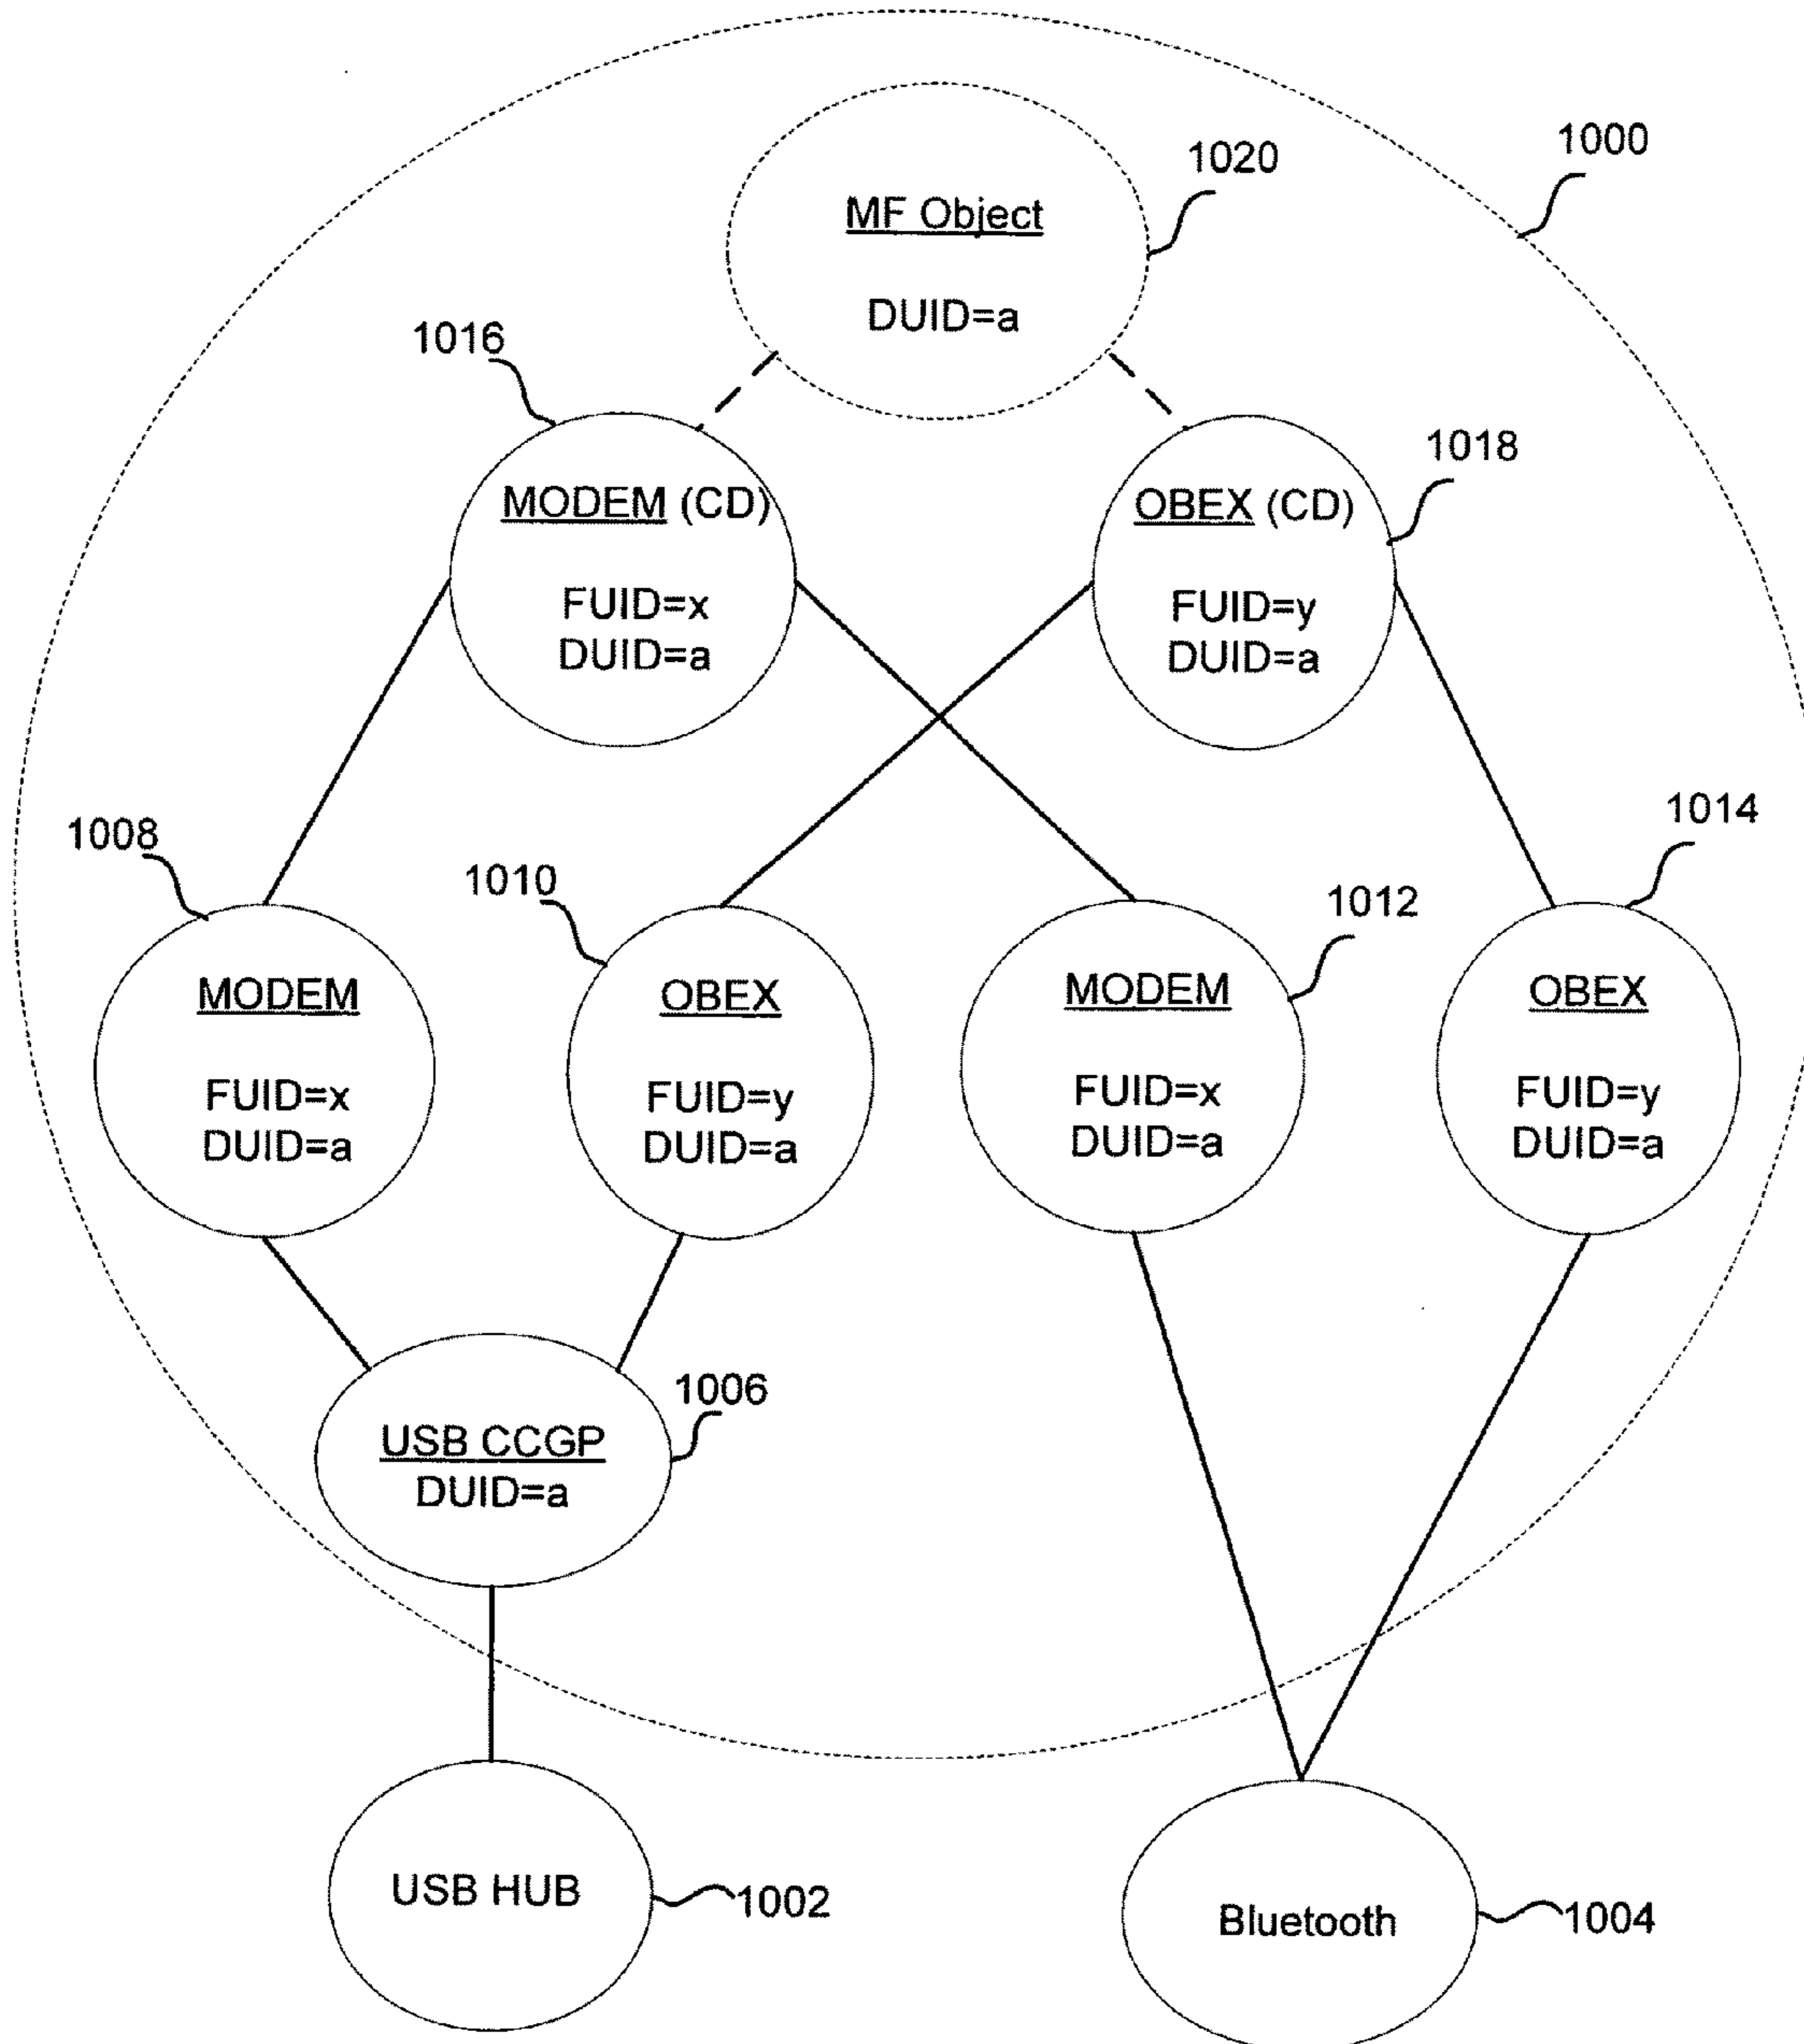 1000
1020
MF Object
DUID=a
1016
1018
MODEM (CD)
FUID=x
DUID=a
OBEX (CD)
FUID=y
DUID=a
1008
1010
1012
1014
MODEM
FUID=x
DUID=a
OBEX
FUID=y
DUID=a
MODEM
FUID=x
DUID=a
OBEX
FUID=y
DUID=a
1006
USB CCGP
DUID=a
USB HUB
1002
Bluetooth
1004